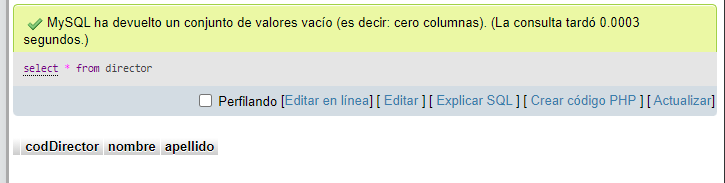 MySQL ha devuelto un conjunto de valores vacío (es decir: cero columnas). (La consulta tardó 0.0003
segundos.)
select * from director
Perfilando [Editar en línea] [ Editar ] [ Explicar SQL ] [ Crear código PHP ] [ Actualizar]
codDirector nombre apellido